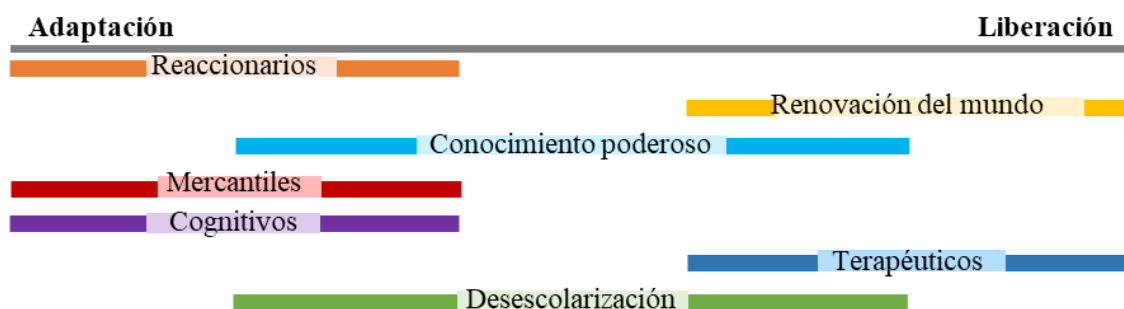 Adaptación Liberación
Reaccionarios
Renovación del mundo
Conocimiento poderoso
Mercantiles
Cognitivos
Terapéuticos
Desescolarización